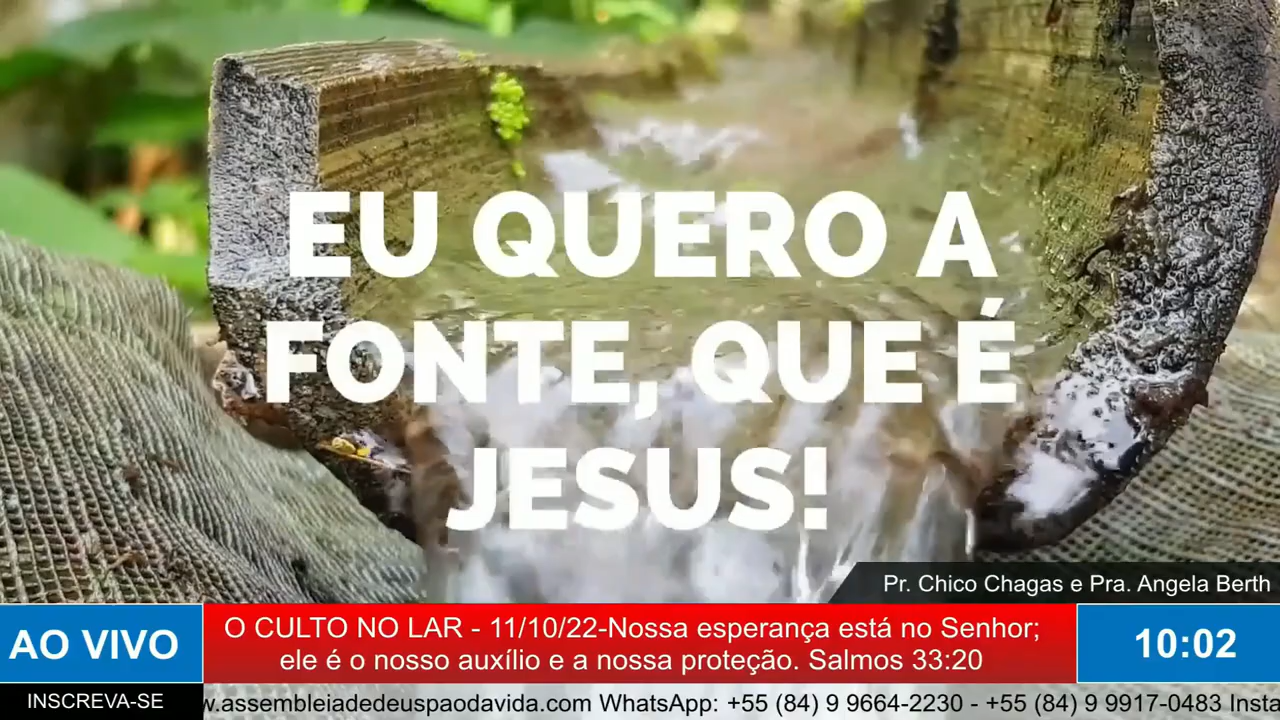 EU QUERO A
FONTE, QUE É
JESUS!
Pr. Chico Chagas e Pra. Angela Berth
AO VIVO
O CULTO NO LAR - 11/10/22-Nossa esperança está no Senhor;
ele é o nosso auxílio e a nossa proteção. Salmos 33:20
10:02
INSCREVA-SE
w.assembleiadedeuspaodavida.com WhatsApp: +55 (84) 9 9664-2230 - +55 (84) 9 9917-0483 Insta